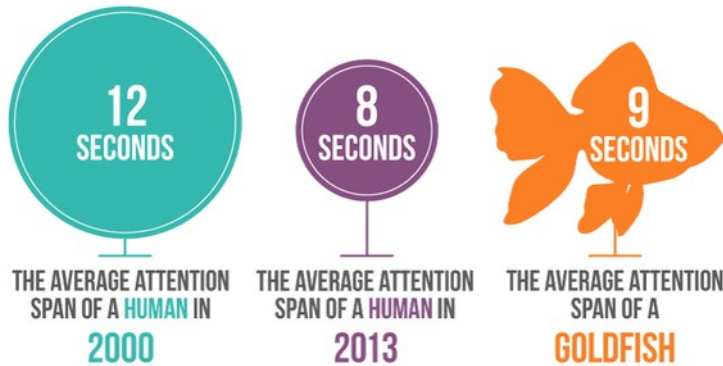 12
SECONDS
THE AVERAGE ATTENTION
SPAN OF A HUMAN IN
2000
8
SECONDS
THE AVERAGE ATTENTION
SPAN OF A HUMAN IN
2013
9
SECONDS
THE AVERAGE ATTENTION
SPAN OF A
GOLDFISH